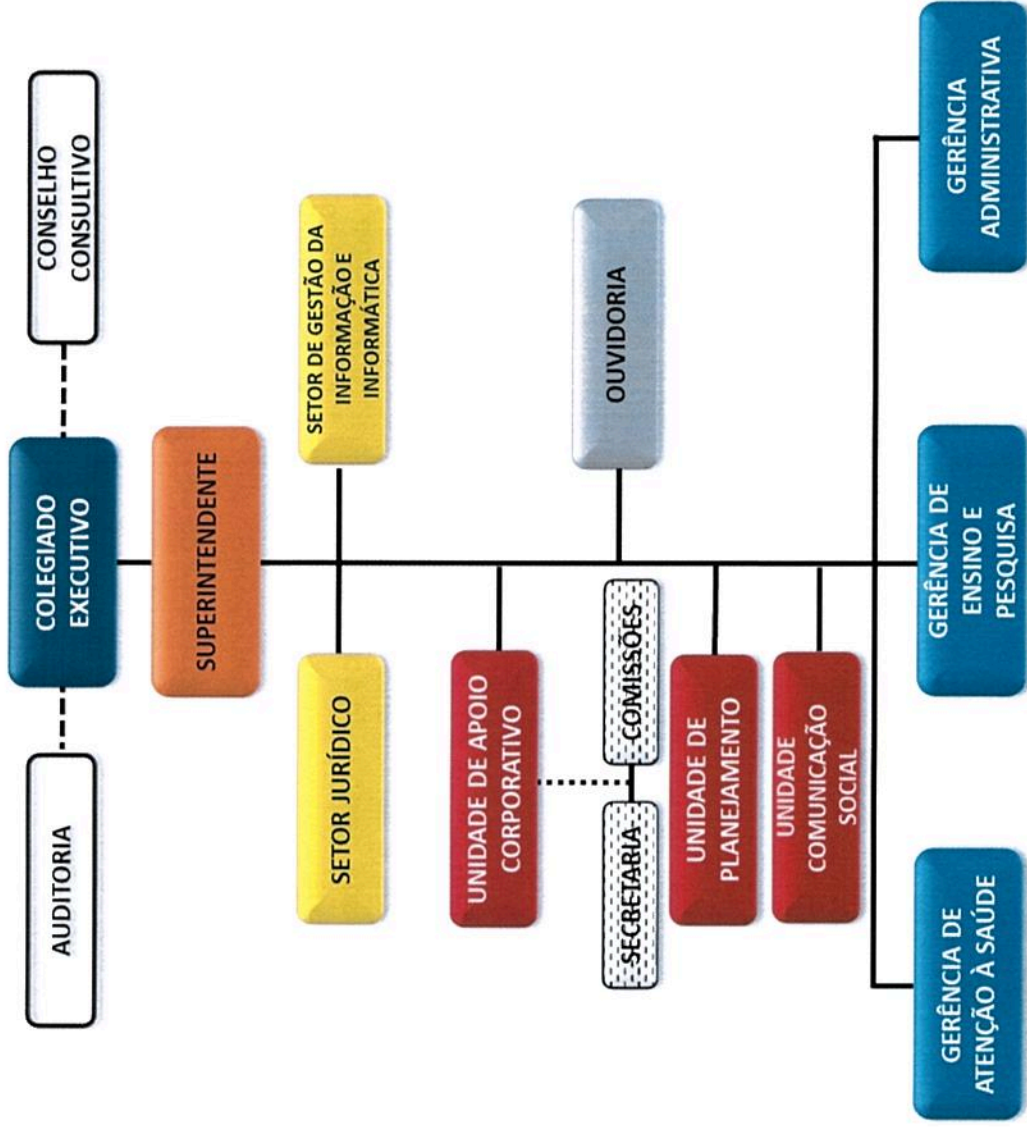 AUDITORIA
COLEGIADO
EXECUTIVO
CONSELHO
CONSULTIVO
SUPERINTENDENTE
SETOR JURÍDICO
SETOR DE GESTÃO DA
INFORMAÇÃO E
INFORMÁTICA
UNIDADE DE APOIO
CORPORATIVO
OUVIDORIA
SECRETARIA
COMISSÕES
UNIDADE DE
PLANEJAMENTO
UNIDADE
COMUNICAÇÃO
SOCIAL
GERÊNCIA DE
ATENÇÃO À SAÚDE
GERÊNCIA DE
ENSINO E
PESQUISA
GERÊNCIA
ADMINISTRATIVA